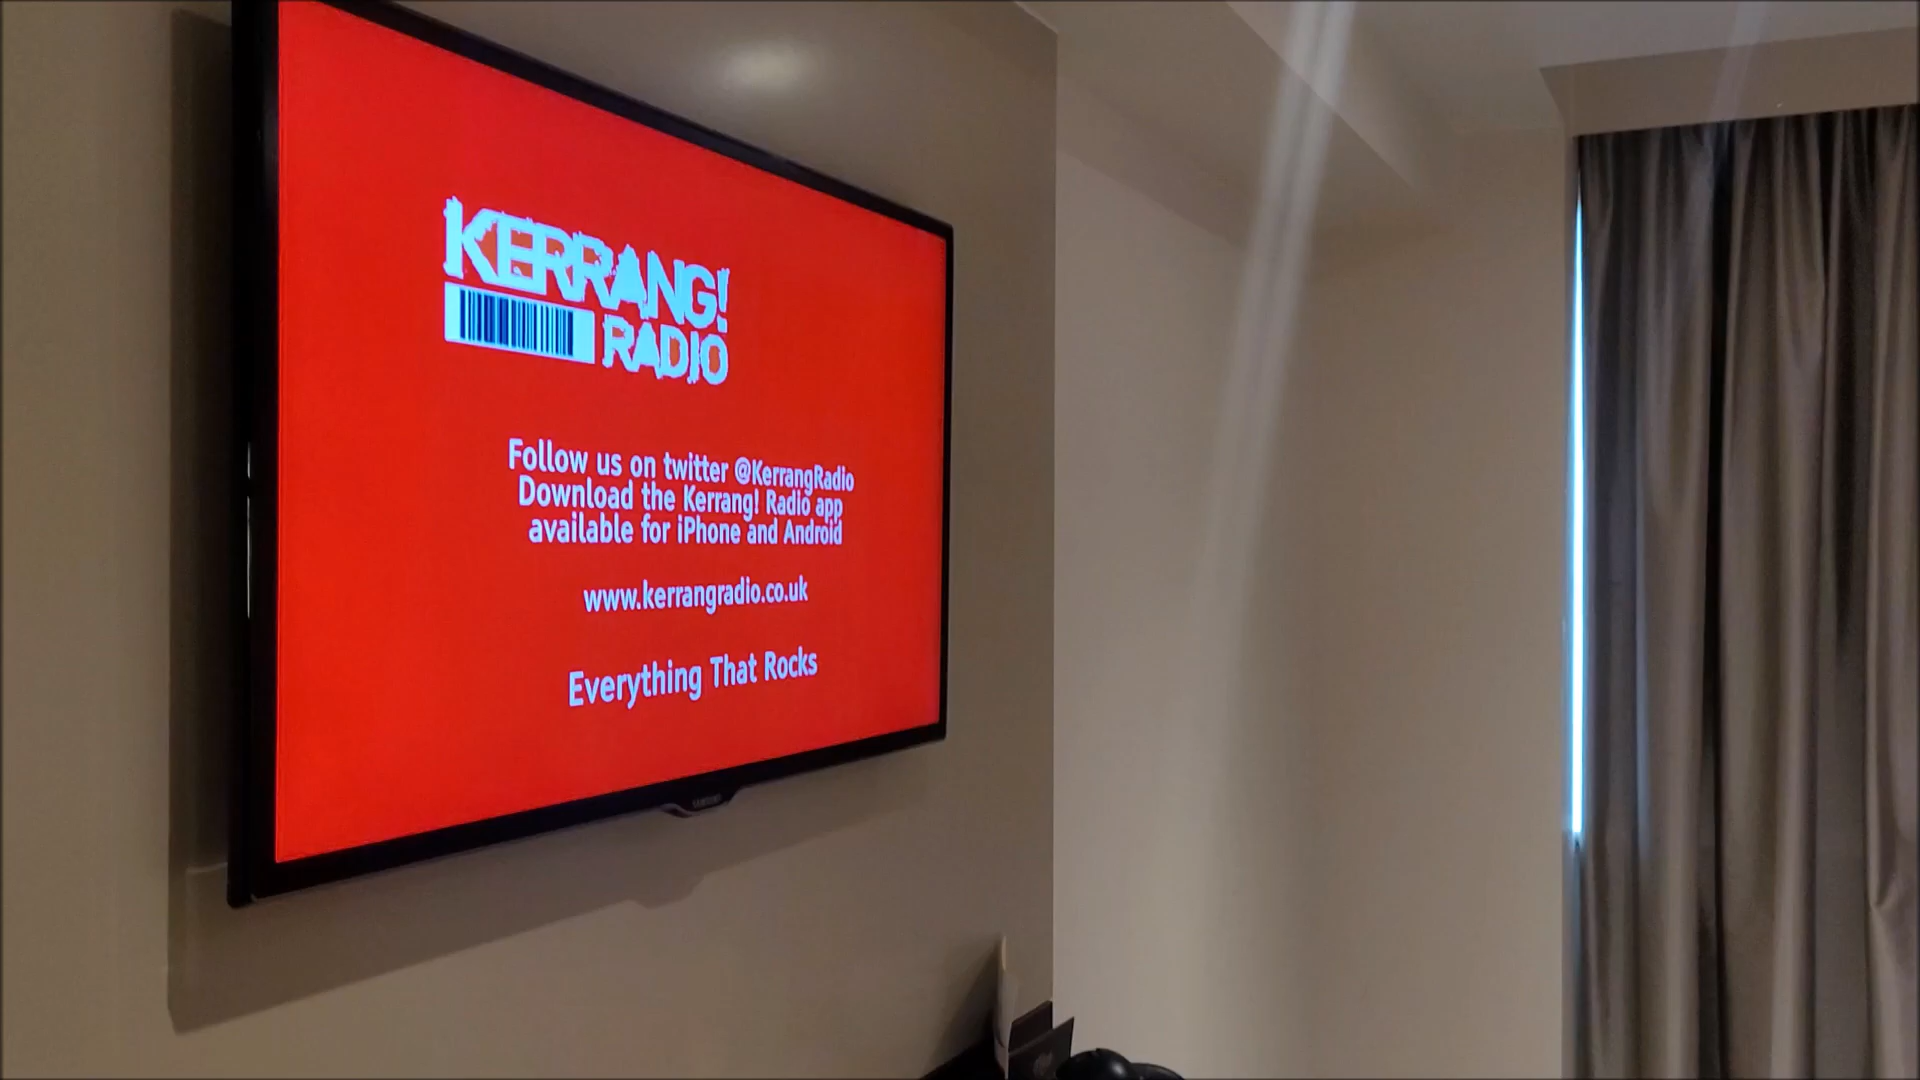 KERRANG!
RADIO
Follow us on twitter @KerrangRadio
Download the Kerrang! Radio app
available for iPhone and Android
www.kerrangradio.co.uk
Everything That Rocks
SAMSUNG